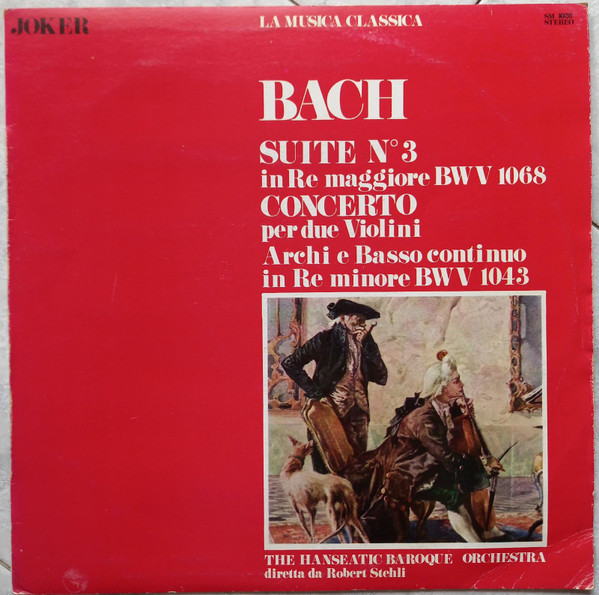 JOKER
LA MUSICA CLASSICA
STEREO
BACH
SUITE N° 3
in Re maggiore BWV 1068
CONCERTO
per due Violini
Archi e Basso continuo
in Re minore BWV 1043
THE HANSEATIC BAROQUE ORCHESTRA
diretta da Robert Stehli